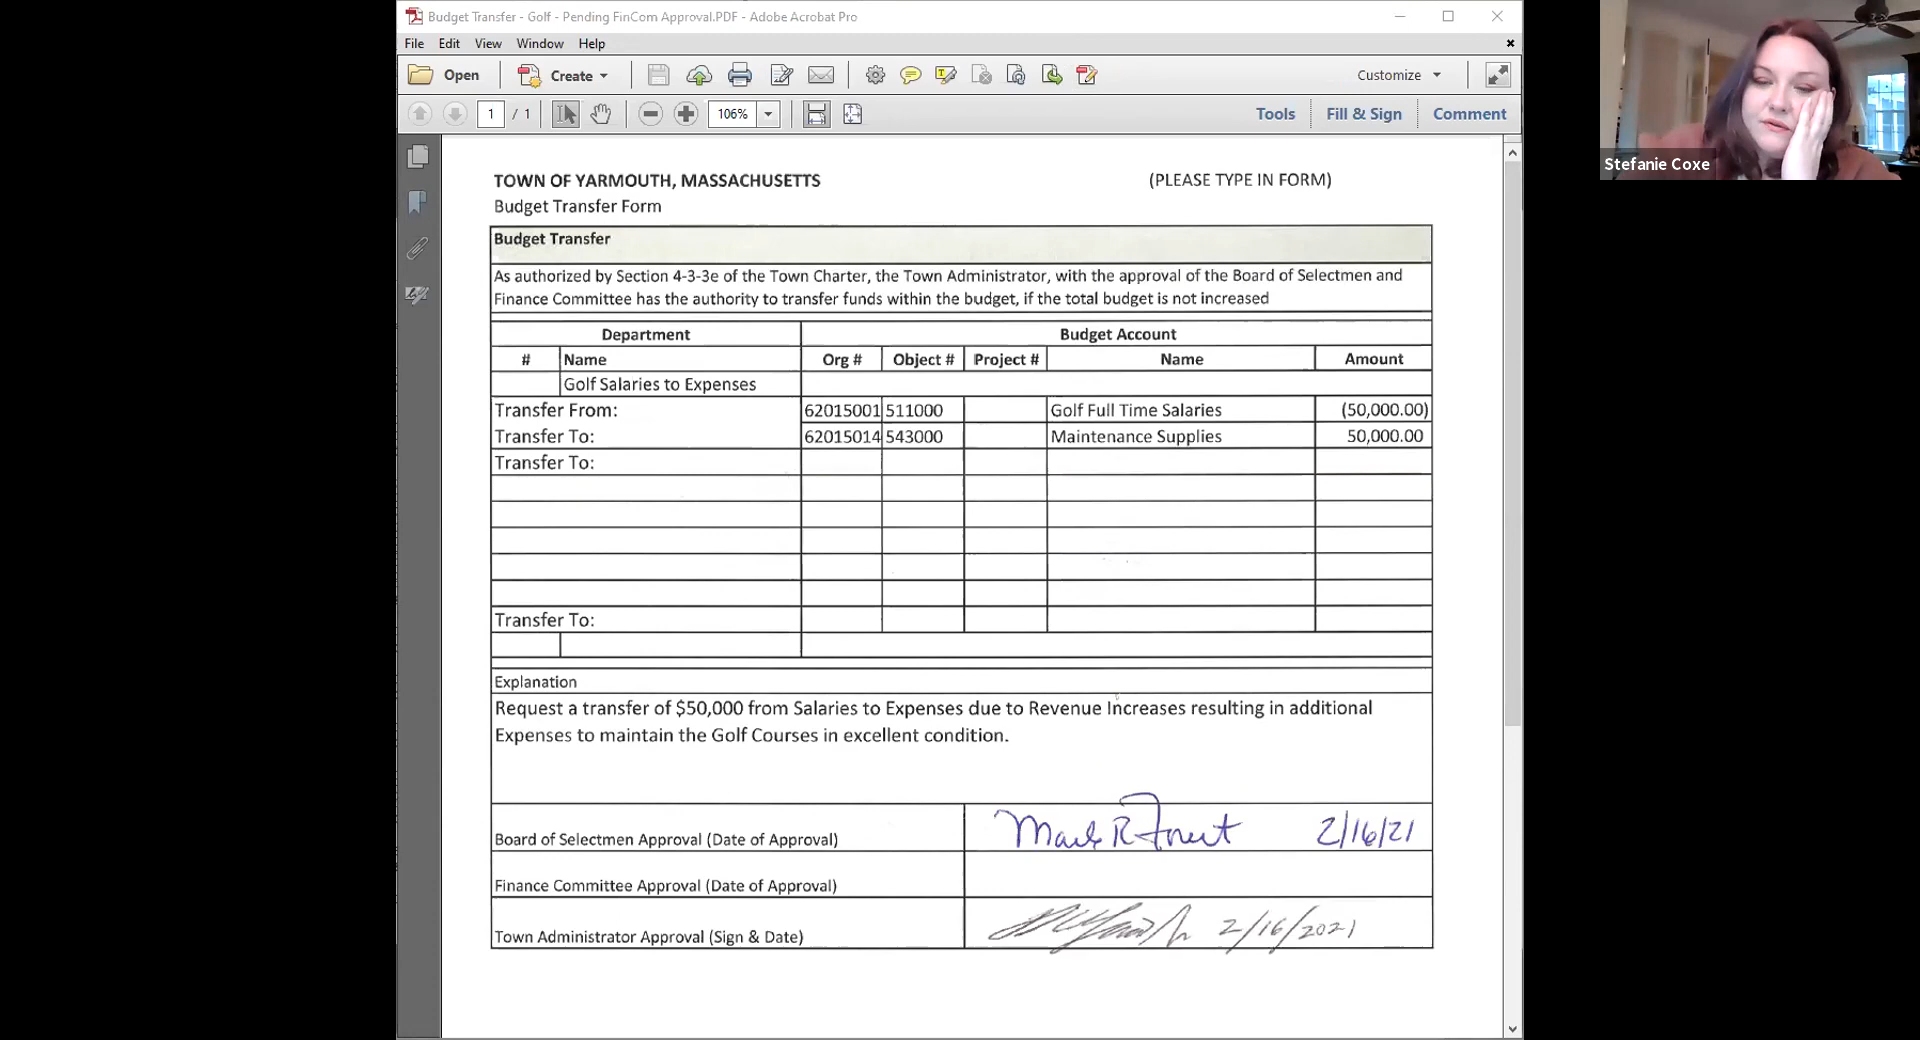 Budget Transfer - Golf - Pending FinCom Approval.PDF - Adobe Acrobat Pro
File Edit View Window Help
Open Create Customize
1 / 1 106% Tools Fill & Sign Comment
Stefanie Coxe
TOWN OF YARMOUTH, MASSACHUSETTS (PLEASE TYPE IN FORM)
Budget Transfer Form
Budget Transfer
As authorized by Section 4-3-3e of the Town Charter, the Town Administrator, with the approval of the Board of Selectmen and
Finance Committee has the authority to transfer funds within the budget, if the total budget is not increased
Department Budget Account
# Name Org # Object # Project # Name Amount
Golf Salaries to Expenses
Transfer From: 62015001 511000 Golf Full Time Salaries (50,000.00)
Transfer To: 62015014 543000 Maintenance Supplies 50,000.00
Transfer To:
Transfer To:
Explanation
Request a transfer of $50,000 from Salaries to Expenses due to Revenue Increases resulting in additional
Expenses to maintain the Golf Courses in excellent condition.
Board of Selectmen Approval (Date of Approval) Mark R Forest 2/16/21
Finance Committee Approval (Date of Approval)
Town Administrator Approval (Sign & Date) 2/16/2021